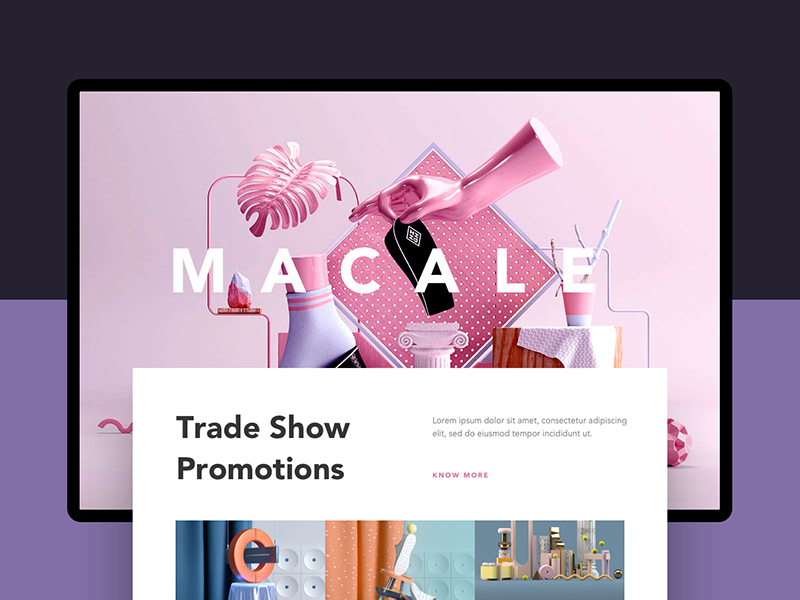 MACALE
Trade Show
Promotions
Lorem ipsum dolor sit amet, consectetur adipiscing
elit, sed do eiusmod tempor incididunt ut.
KNOW MORE